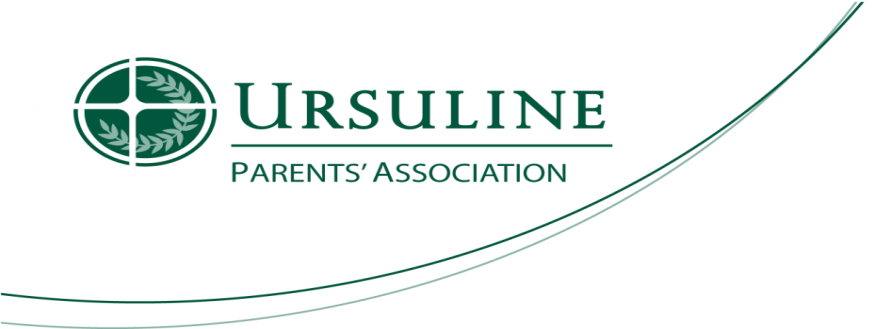 URSULINE
PARENTS' ASSOCIATION